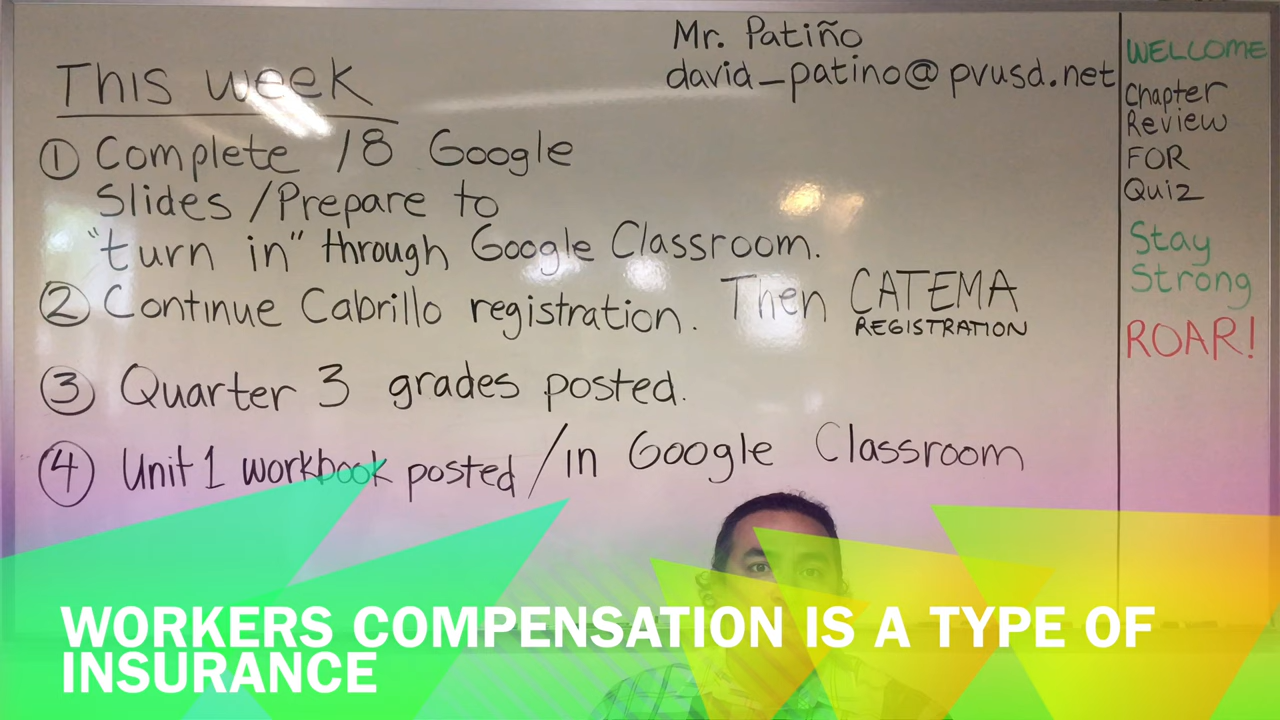 Mr. Patiño
david_patino@pvusd.net
This week
① Complete 18 Google
Slides/Prepare to
"turn in" through Google Classroom.
② Continue Cabrillo registration. Then CATEMA
REGISTRATION
③ Quarter 3 grades posted.
④ Unit 1 workbook posted/in Google Classroom
WELCOME
Chapter
Review
FOR
Quiz
Stay
Strong
ROAR!
WORKERS COMPENSATION IS A TYPE OF
INSURANCE